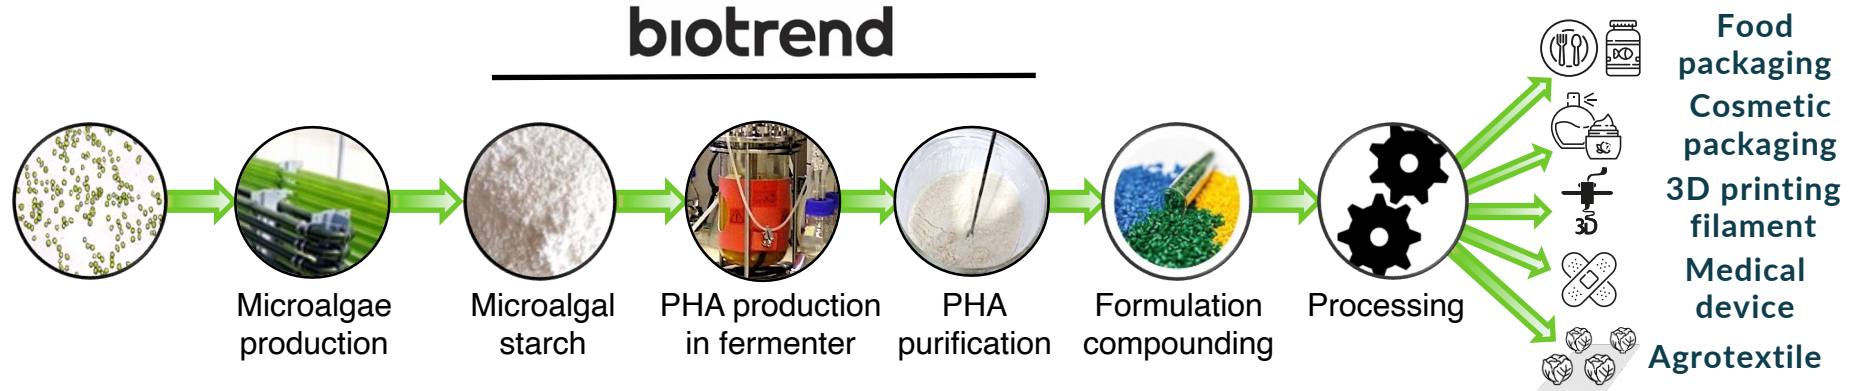 biotrend
Microalgae
production
Microalgal
starch
PHA production
in fermenter
PHA
purification
Formulation
compounding
Processing
Food
packaging
Cosmetic
packaging
3D
3D printing
filament
Medical
device
Agrotextile